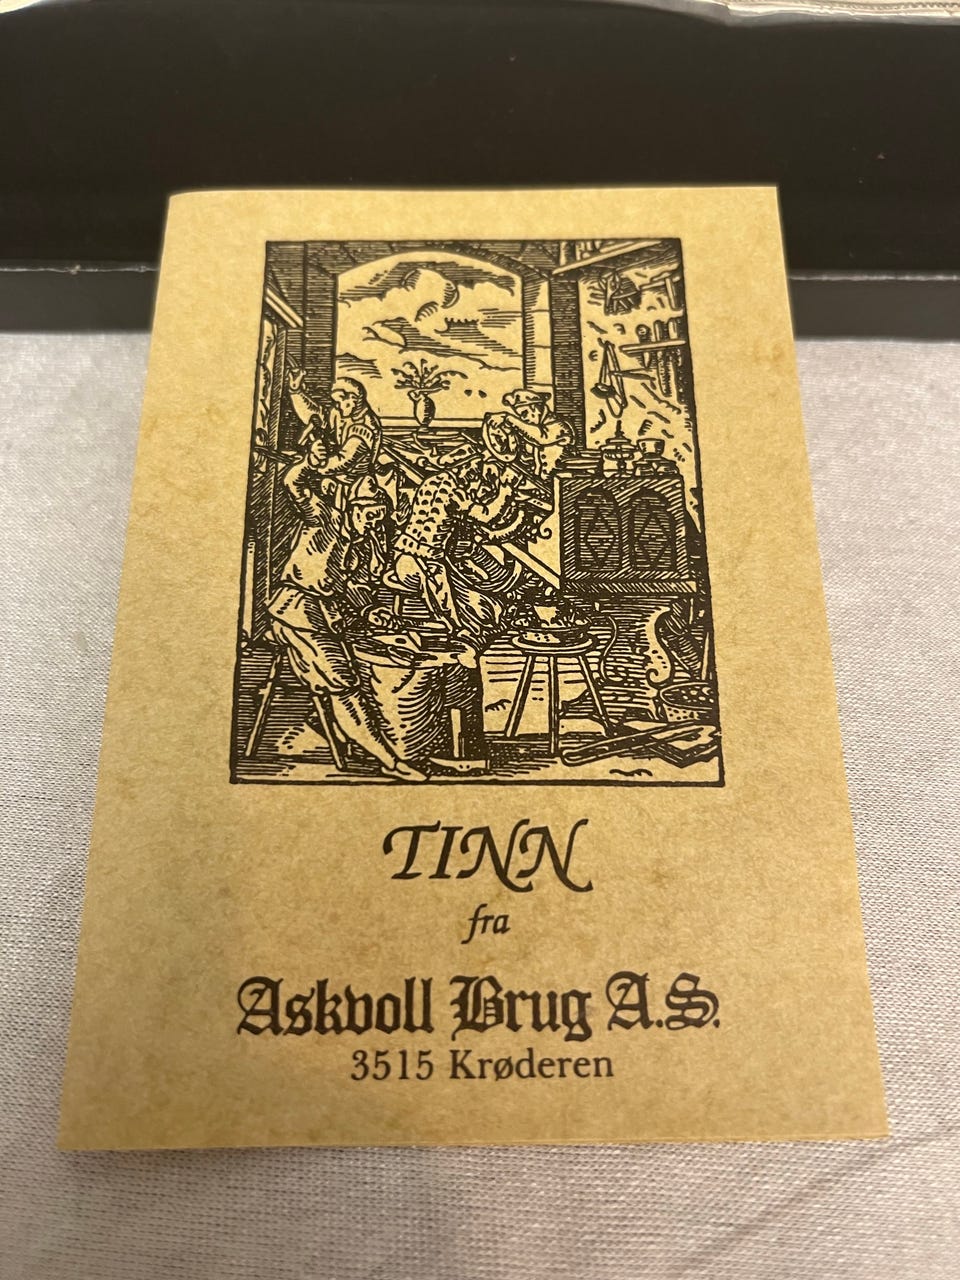 TINN
fra
Askvoll Brug A.S.
3515 Krøderen